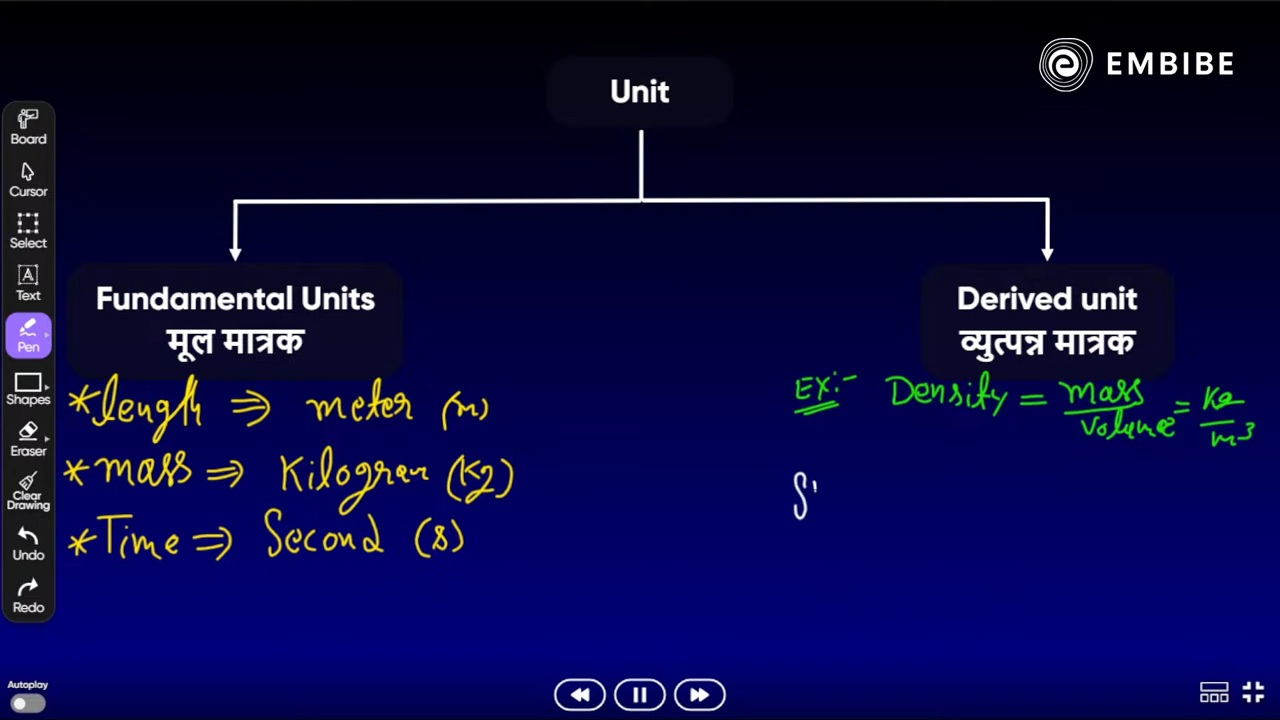 EMBIBE
Unit
Board
Cursor
Select
Text
Pen
Shapes
Eraser
Clear
Drawing
Undo
Redo
Fundamental Units
मूल मात्रक
*length ⇒ meter (m)
*mass ⇒ Kilogram (Kg)
*Time ⇒ Second (s)
Derived unit
व्युत्पन्न मात्रक
EX:- Density = mass/Volume = Kg/m³
Autoplay